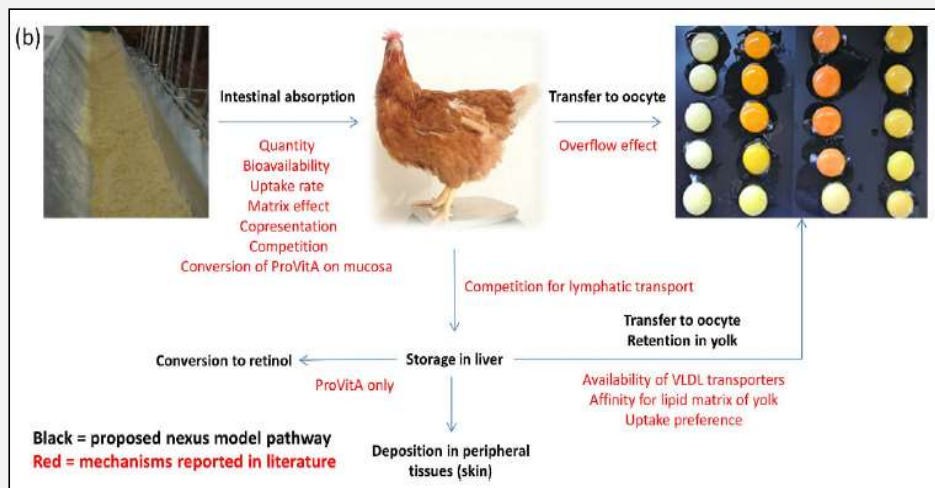 (b)
Intestinal absorption
Quantity
Bioavailability
Uptake rate
Matrix effect
Copresentation
Competition
Conversion of ProVitA on mucosa
Transfer to oocyte
Overflow effect
Competition for lymphatic transport
Transfer to oocyte
Retention in yolk
Conversion to retinol
Storage in liver
ProVitA only
Availability of VLDL transporters
Affinity for lipid matrix of yolk
Uptake preference
Deposition in peripheral
tissues (skin)
Black = proposed nexus model pathway
Red = mechanisms reported in literature